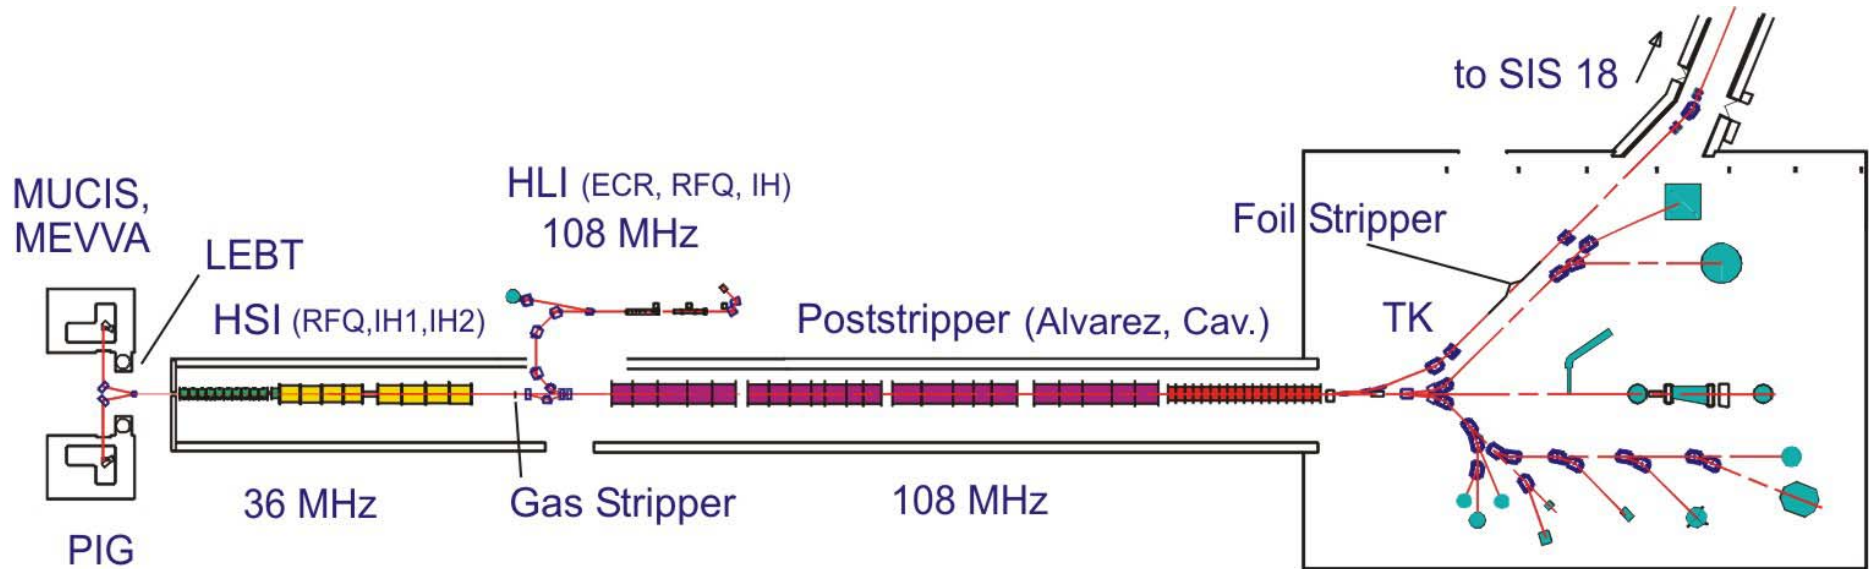 to SIS 18
MUCIS,
MEVVA
HLI (ECR, RFQ, IH)
108 MHz
Foil Stripper
LEBT
HSI (RFQ,IH1,IH2)
Poststripper (Alvarez, Cav.)
TK
36 MHz
Gas Stripper
108 MHz
PIG